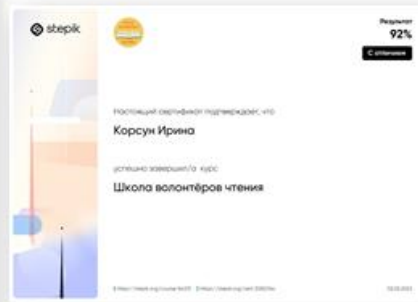 stepik
Результат
92%
С отличием
Настоящий сертификат подтверждает, что
Корсун Ирина
успешно завершил/а курс
Школа волонтёров чтения